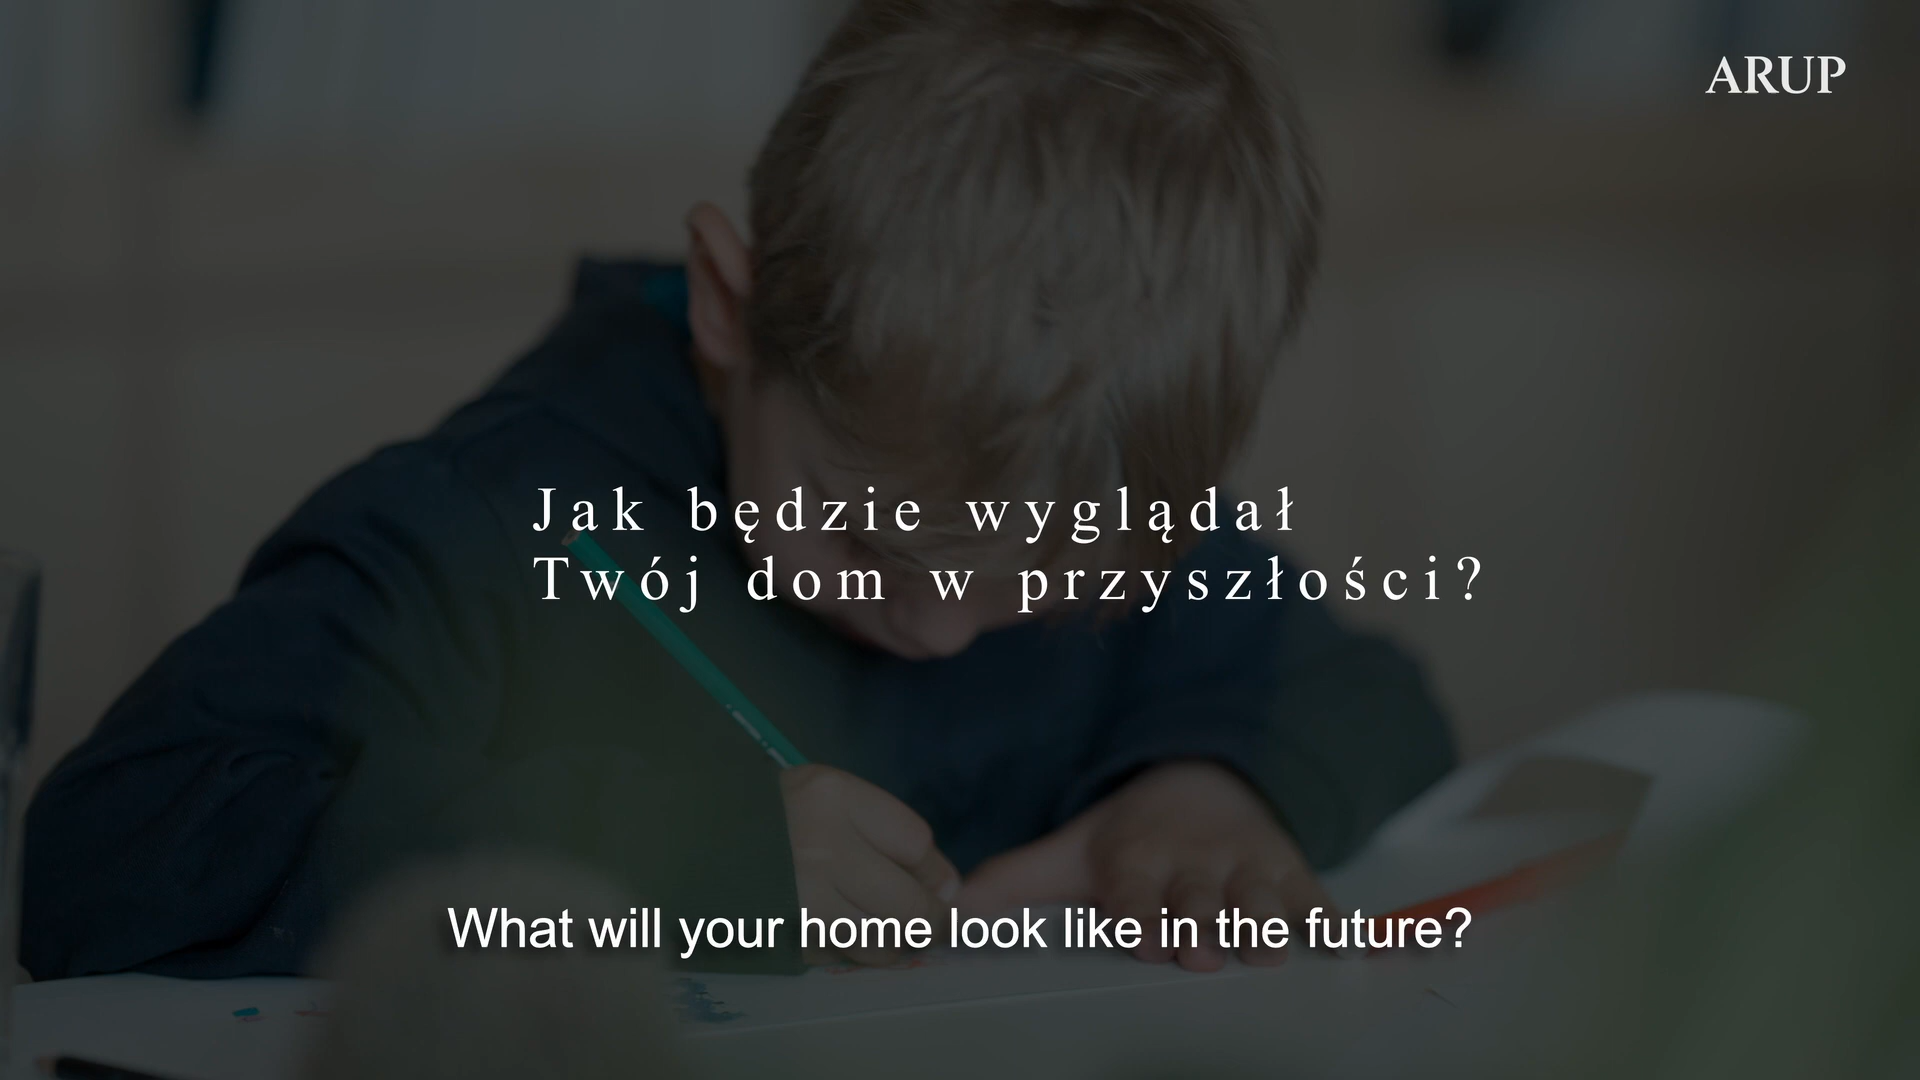 ARUP
Jak będzie wyglądał
Twój dom w przyszłości?
What will your home look like in the future?